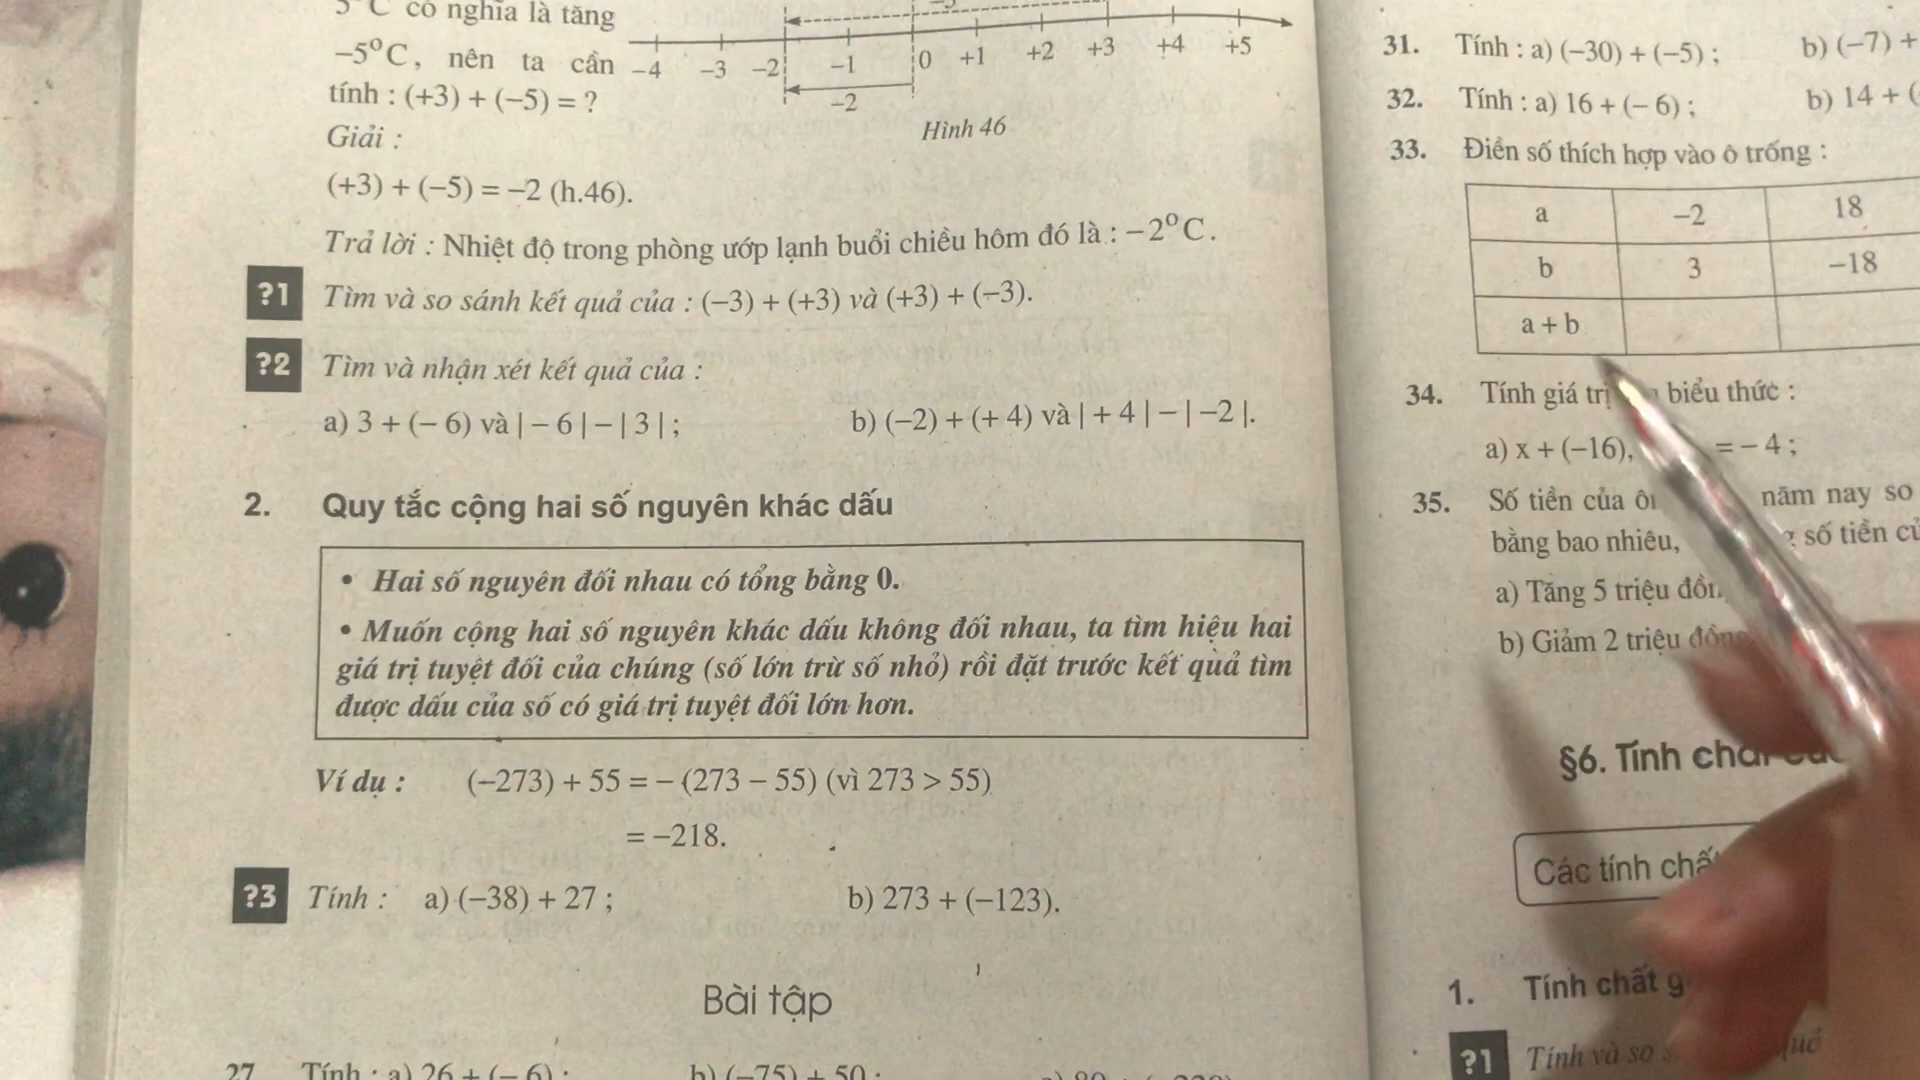 C có nghĩa là tăng
–5⁰C, nên ta cần
tính : (+3) + (–5) = ?
–4 –3 –2 –1 0 +1 +2 +3 +4 +5
–2
Hình 46
Giải :
(+3) + (–5) = –2 (h.46).
Trả lời : Nhiệt độ trong phòng ướp lạnh buổi chiều hôm đó là : –2⁰C.
?1 Tìm và so sánh kết quả của : (–3) + (+3) và (+3) + (–3).
?2 Tìm và nhận xét kết quả của :
a) 3 + (– 6) và | – 6 | – | 3 | ; b) (–2) + (+ 4) và | + 4 | – | –2 |.
2. Quy tắc cộng hai số nguyên khác dấu
• Hai số nguyên đối nhau có tổng bằng 0.
• Muốn cộng hai số nguyên khác dấu không đối nhau, ta tìm hiệu hai
giá trị tuyệt đối của chúng (số lớn trừ số nhỏ) rồi đặt trước kết quả tìm
được dấu của số có giá trị tuyệt đối lớn hơn.
Ví dụ : (–273) + 55 = – (273 – 55) (vì 273 > 55)
= –218.
?3 Tính : a) (–38) + 27 ; b) 273 + (–123).
Bài tập
27 Tính : a) 26 + (– 6) ; b) (–75) + 50 ;
31. Tính : a) (–30) + (–5) ; b) (–7) +
32. Tính : a) 16 + (– 6) ; b) 14 + (
33. Điền số thích hợp vào ô trống :
a –2 18
b 3 –18
a + b
34. Tính giá trị biểu thức :
a) x + (–16), = – 4 ;
35. Số tiền của năm nay so
bằng bao nhiêu, số tiền
a) Tăng 5 triệu
b) Giảm 2 triệu đồng
§6. Tính
Các tính chất
1. Tính chất
?1 Tính và so